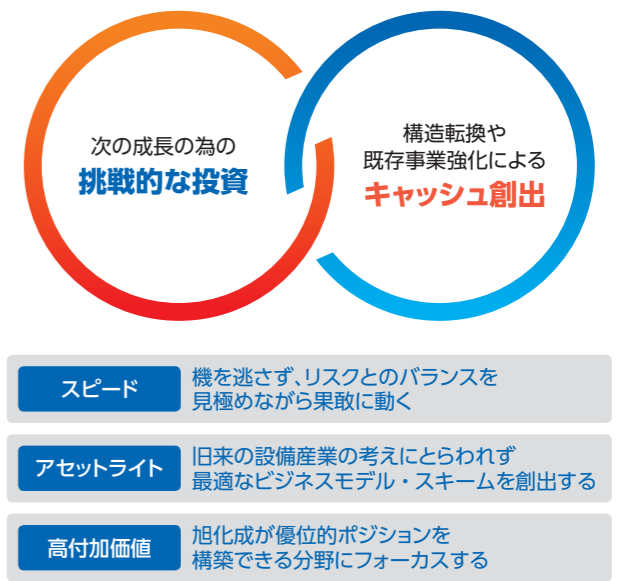 次の成長の為の
挑戦的な投資
構造転換や
既存事業強化による
キャッシュ創出
スピード
機を逃さず、リスクとのバランスを
見極めながら果敢に動く
アセットライト
旧来の設備産業の考えにとらわれず
最適なビジネスモデル・スキームを創出する
高付加価値
旭化成が優位的ポジションを
構築できる分野にフォーカスする